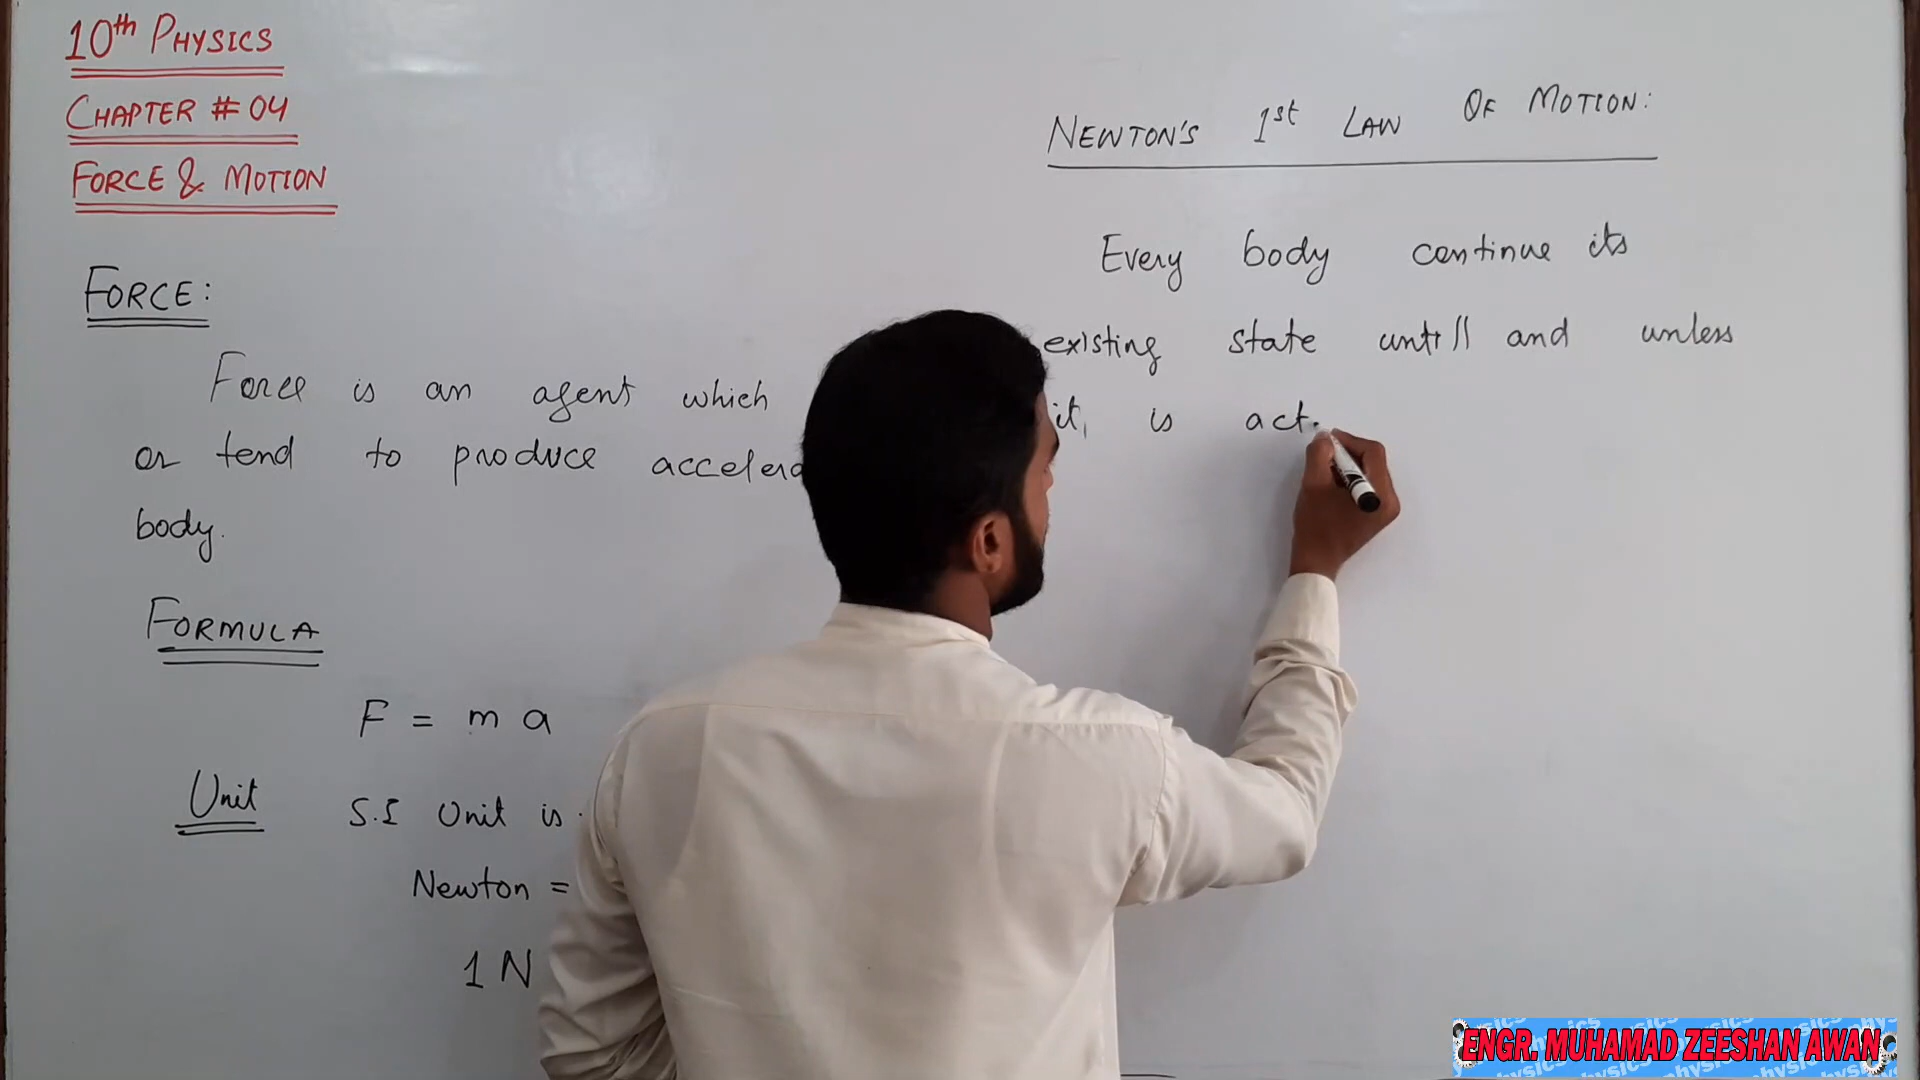 10th PHYSICS
CHAPTER # 04
FORCE & MOTION
FORCE:
Force is an agent which
or tend to produce accelera
body.
FORMULA
F = m a
Unit S.I Unit is
Newton =
1 N
NEWTON'S 1st LAW OF MOTION:
Every body continue its
existing state untill and unless
it, is act
ENGR. MUHAMAD ZEESHAN AWAN